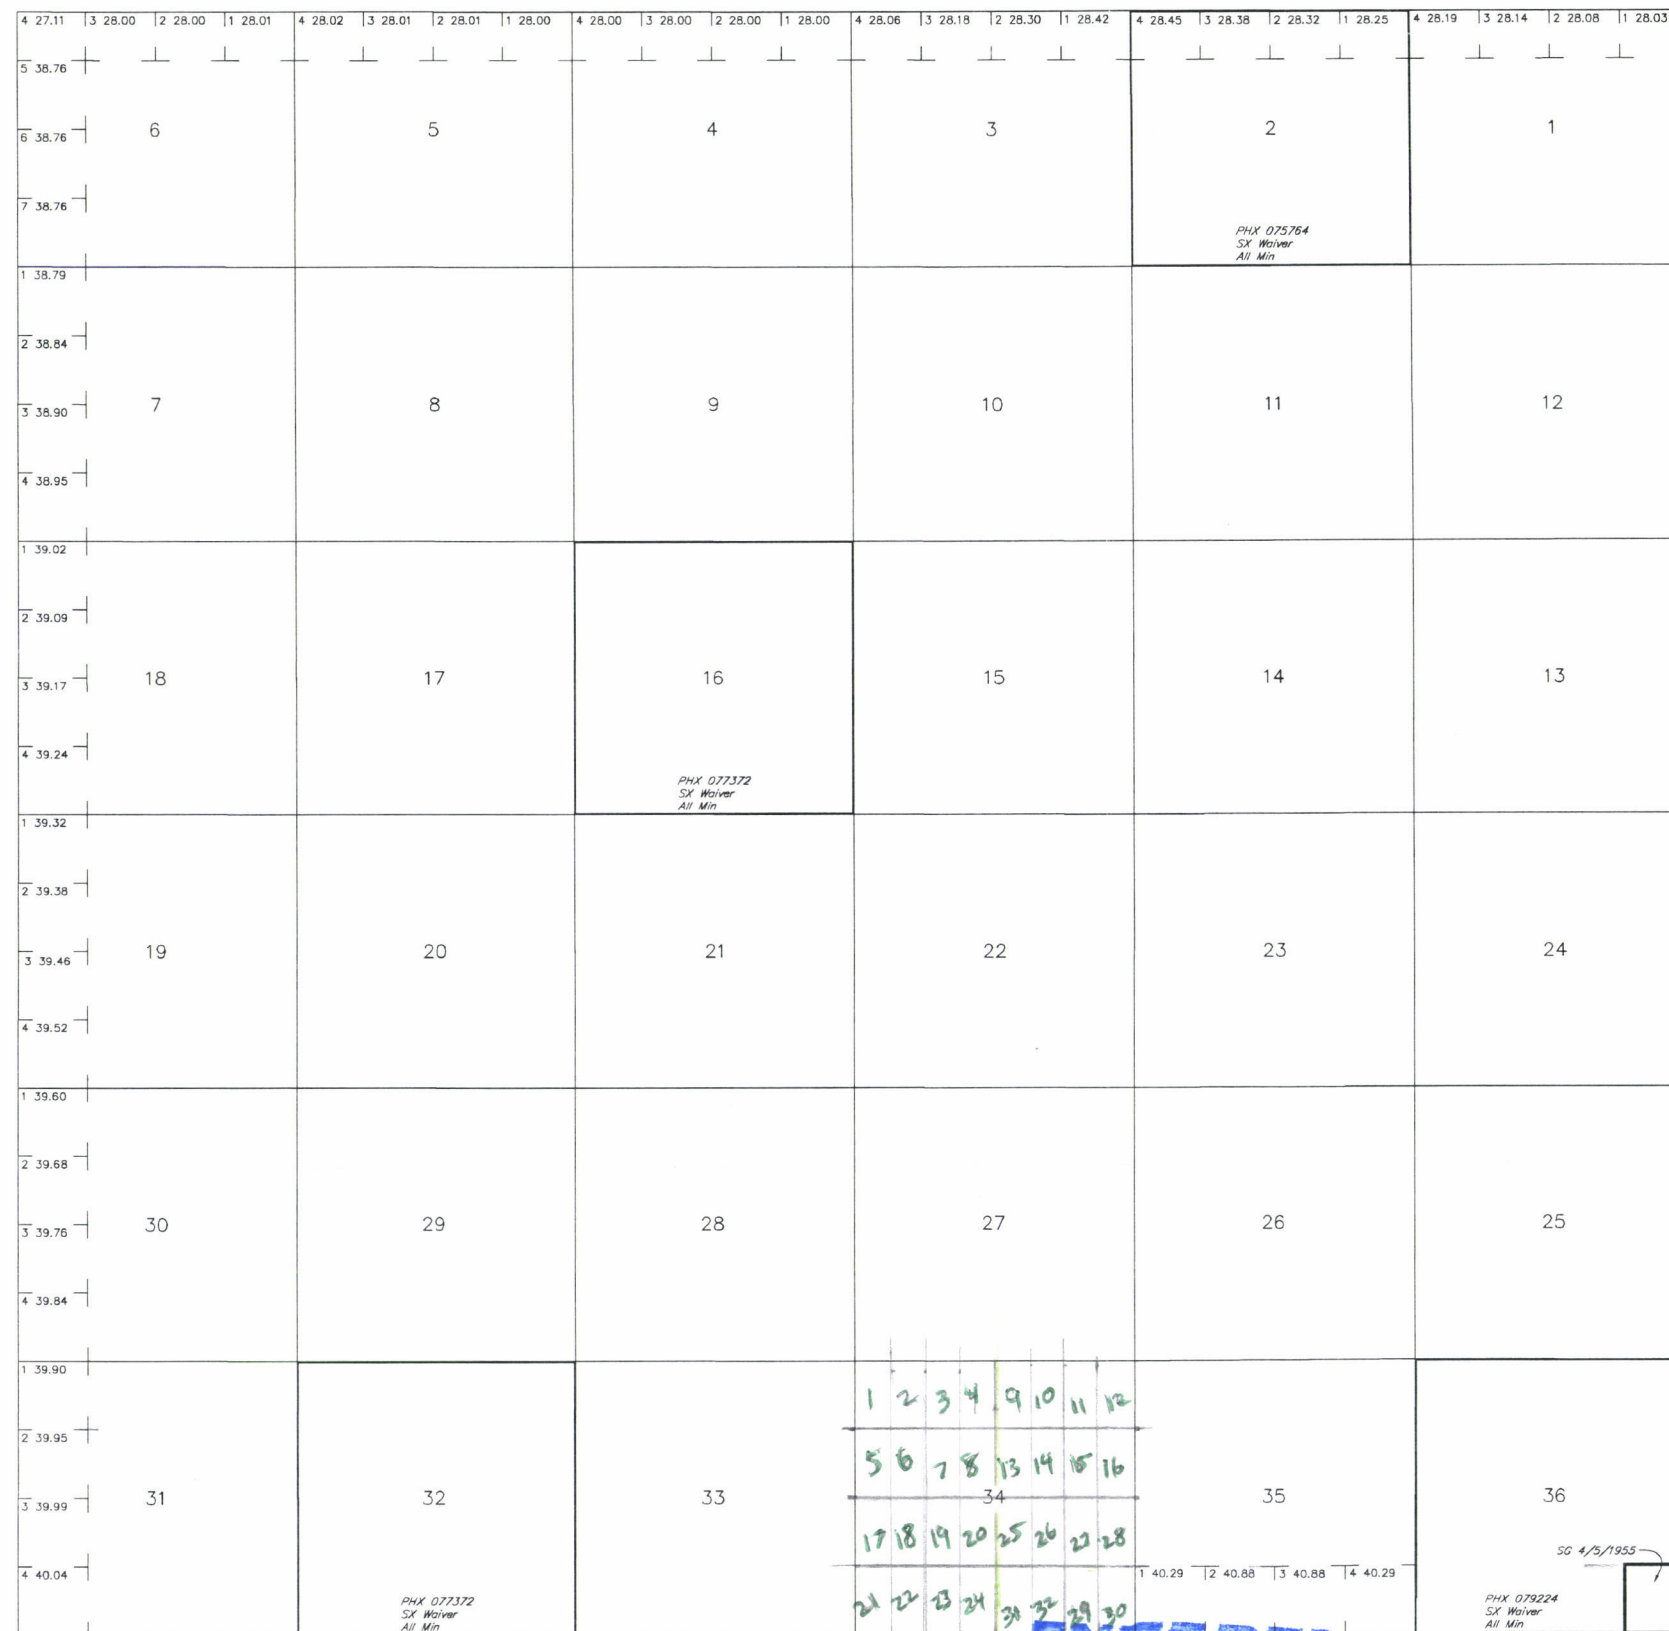 4 27.11 3 28.00 2 28.00 1 28.01 4 28.02 3 28.01 2 28.01 1 28.00 4 28.00 3 28.00 2 28.00 1 28.00 4 28.06 3 28.18 2 28.30 1 28.42 4 28.45 3 28.38 2 28.32 1 28.25 4 28.19 3 28.14 2 28.08 1 28.03
5 38.76
6 38.76 6 5 4 3 2 1
7 38.76
PHX 075764
SX Waiver
All Min
1 38.79
2 38.84
3 38.90 7 8 9 10 11 12
4 38.95
1 39.02
2 39.09
3 39.17 18 17 16 15 14 13
4 39.24
PHX 077372
SX Waiver
All Min
1 39.32
2 39.38
3 39.46 19 20 21 22 23 24
4 39.52
1 39.60
2 39.68
3 39.76 30 29 28 27 26 25
4 39.84
1 39.90
1 2 3 4 9 10 11 12
2 39.95
5 6 7 8 13 14 15 16
3 39.99 31 32 33 34 35 36
17 18 19 20 25 26 27 28
SG 4/5/1955
4 40.04 1 40.29 2 40.88 3 40.88 4 40.29
21 22 23 24 31 32 29 30
PHX 077372
SX Waiver
All Min
PHX 079224
SX Waiver
All Min